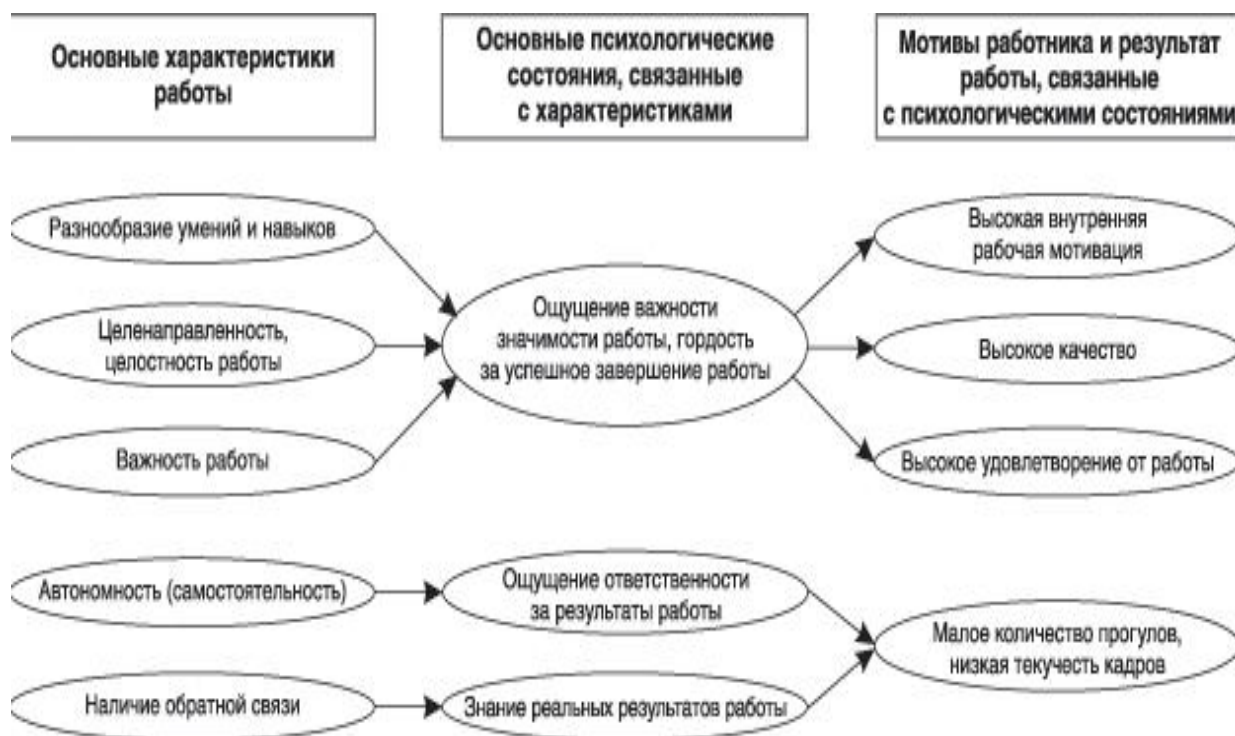 Основные характеристики
работы
Основные психологические
состояния, связанные
с характеристиками
Мотивы работника и результат
работы, связанные
с психологическими состояниями
Разнообразие умений и навыков
Целенаправленность,
целостность работы
Важность работы
Ощущение важности
значимости работы, гордость
за успешное завершение работы
Высокая внутренняя
рабочая мотивация
Высокое качество
Высокое удовлетворение от работы
Автономность (самостоятельность)
Ощущение ответственности
за результаты работы
Наличие обратной связи
Знание реальных результатов работы
Малое количество прогулов,
низкая текучесть кадров